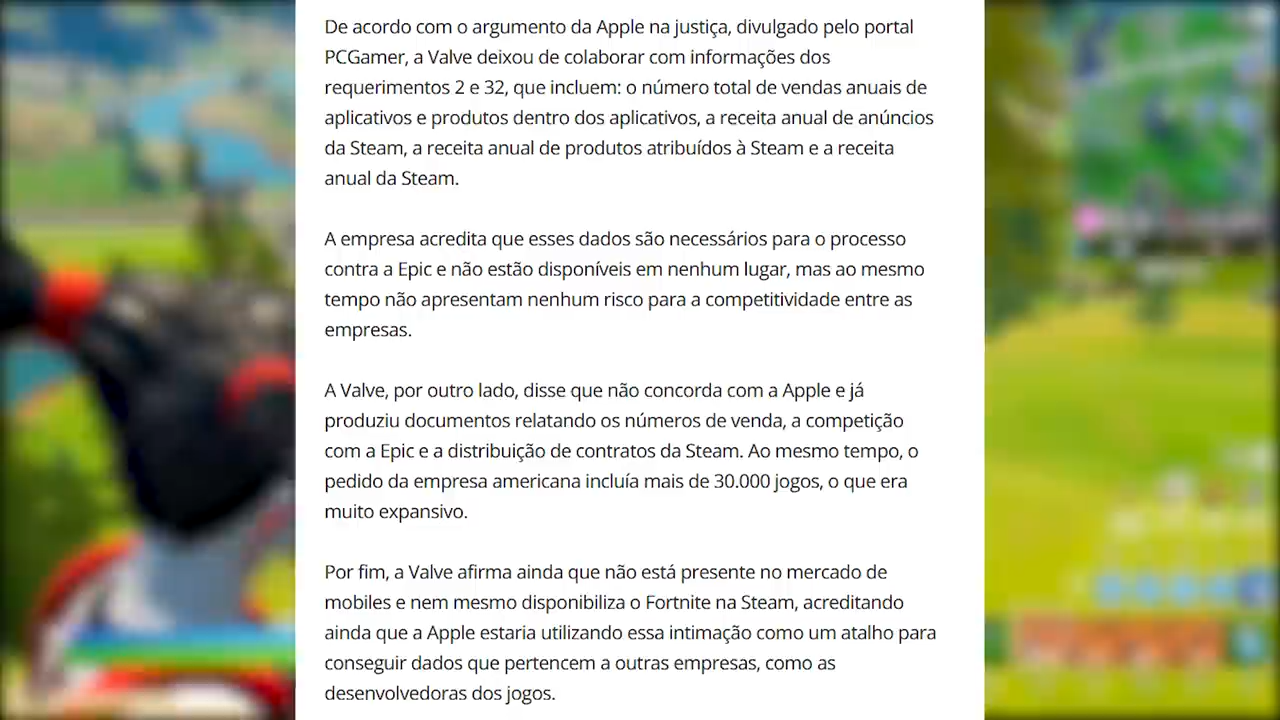 De acordo com o argumento da Apple na justiça, divulgado pelo portal
PCGamer, a Valve deixou de colaborar com informações dos
requerimentos 2 e 32, que incluem: o número total de vendas anuais de
aplicativos e produtos dentro dos aplicativos, a receita anual de anúncios
da Steam, a receita anual de produtos atribuídos à Steam e a receita
anual da Steam.
A empresa acredita que esses dados são necessários para o processo
contra a Epic e não estão disponíveis em nenhum lugar, mas ao mesmo
tempo não apresentam nenhum risco para a competitividade entre as
empresas.
A Valve, por outro lado, disse que não concorda com a Apple e já
produziu documentos relatando os números de venda, a competição
com a Epic e a distribuição de contratos da Steam. Ao mesmo tempo, o
pedido da empresa americana incluía mais de 30.000 jogos, o que era
muito expansivo.
Por fim, a Valve afirma ainda que não está presente no mercado de
mobiles e nem mesmo disponibiliza o Fortnite na Steam, acreditando
ainda que a Apple estaria utilizando essa intimação como um atalho para
conseguir dados que pertencem a outras empresas, como as
desenvolvedoras dos jogos.